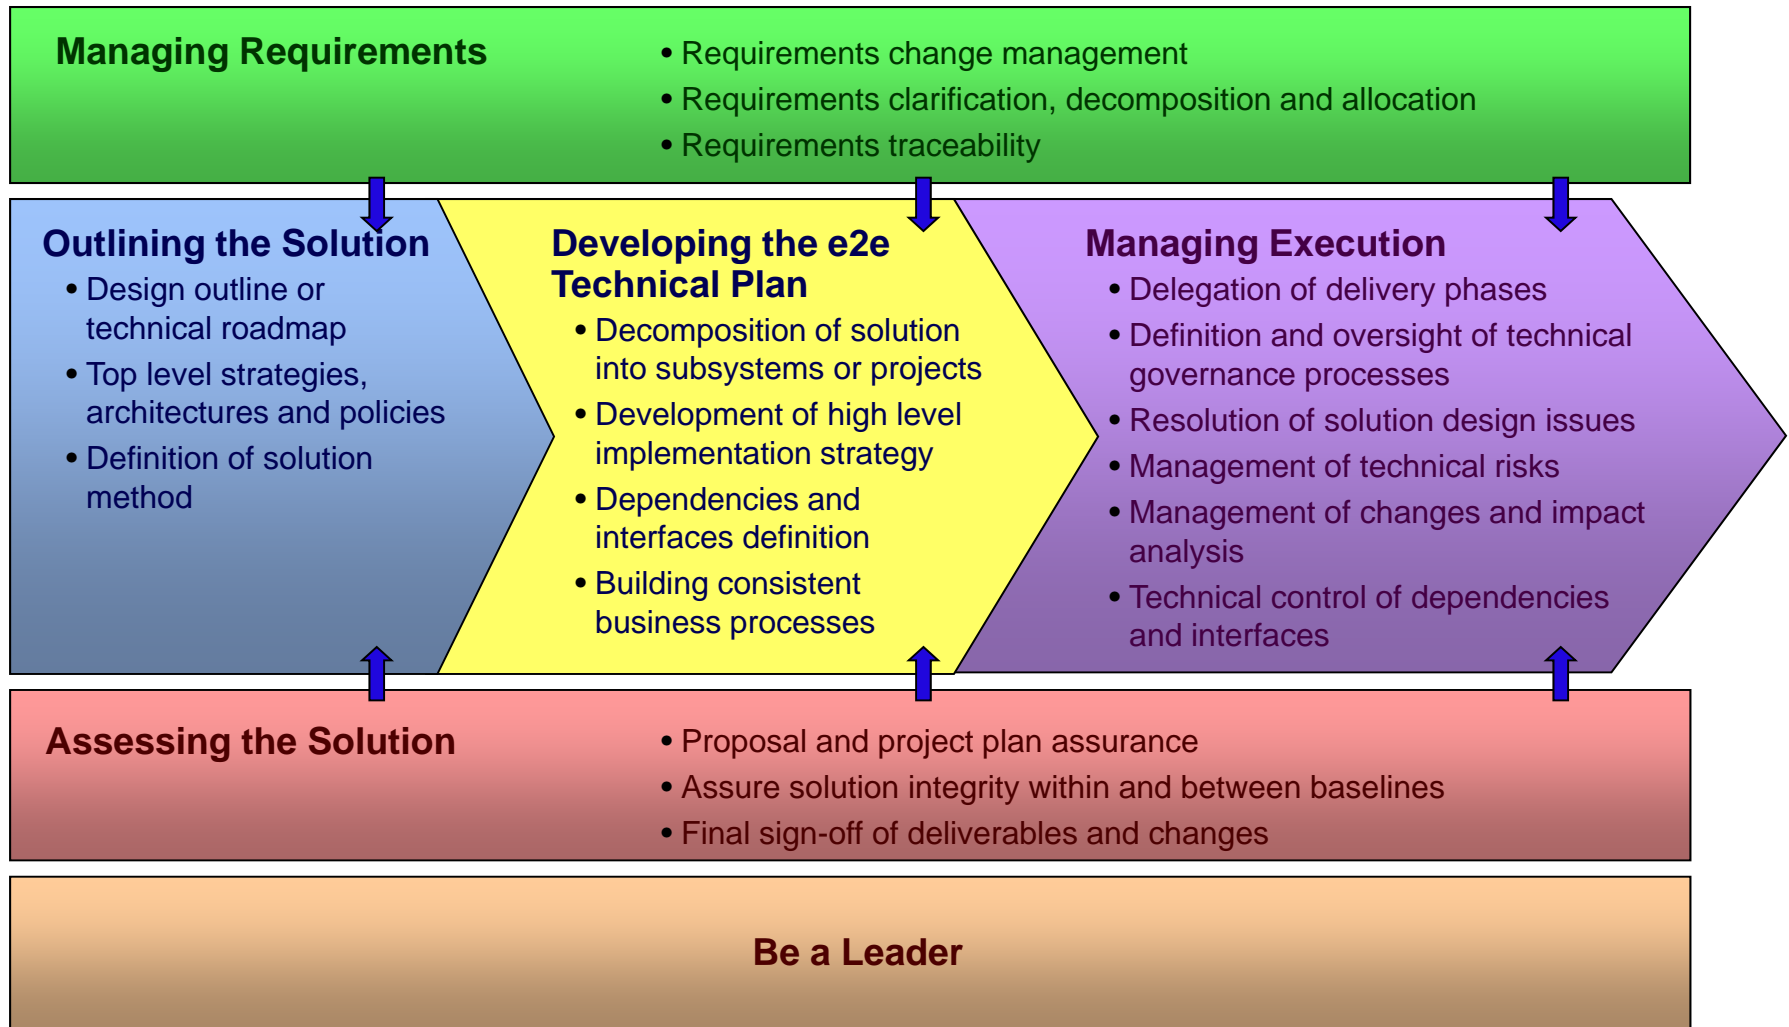 Managing Requirements
• Requirements change management
• Requirements clarification, decomposition and allocation
• Requirements traceability
Outlining the Solution
• Design outline or
technical roadmap
• Top level strategies,
architectures and policies
• Definition of solution
method
Developing the e2e
Technical Plan
• Decomposition of solution
into subsystems or projects
• Development of high level
implementation strategy
• Dependencies and
interfaces definition
• Building consistent
business processes
Managing Execution
• Delegation of delivery phases
• Definition and oversight of technical
governance processes
• Resolution of solution design issues
• Management of technical risks
• Management of changes and impact
analysis
• Technical control of dependencies
and interfaces
Assessing the Solution
• Proposal and project plan assurance
• Assure solution integrity within and between baselines
• Final sign-off of deliverables and changes
Be a Leader